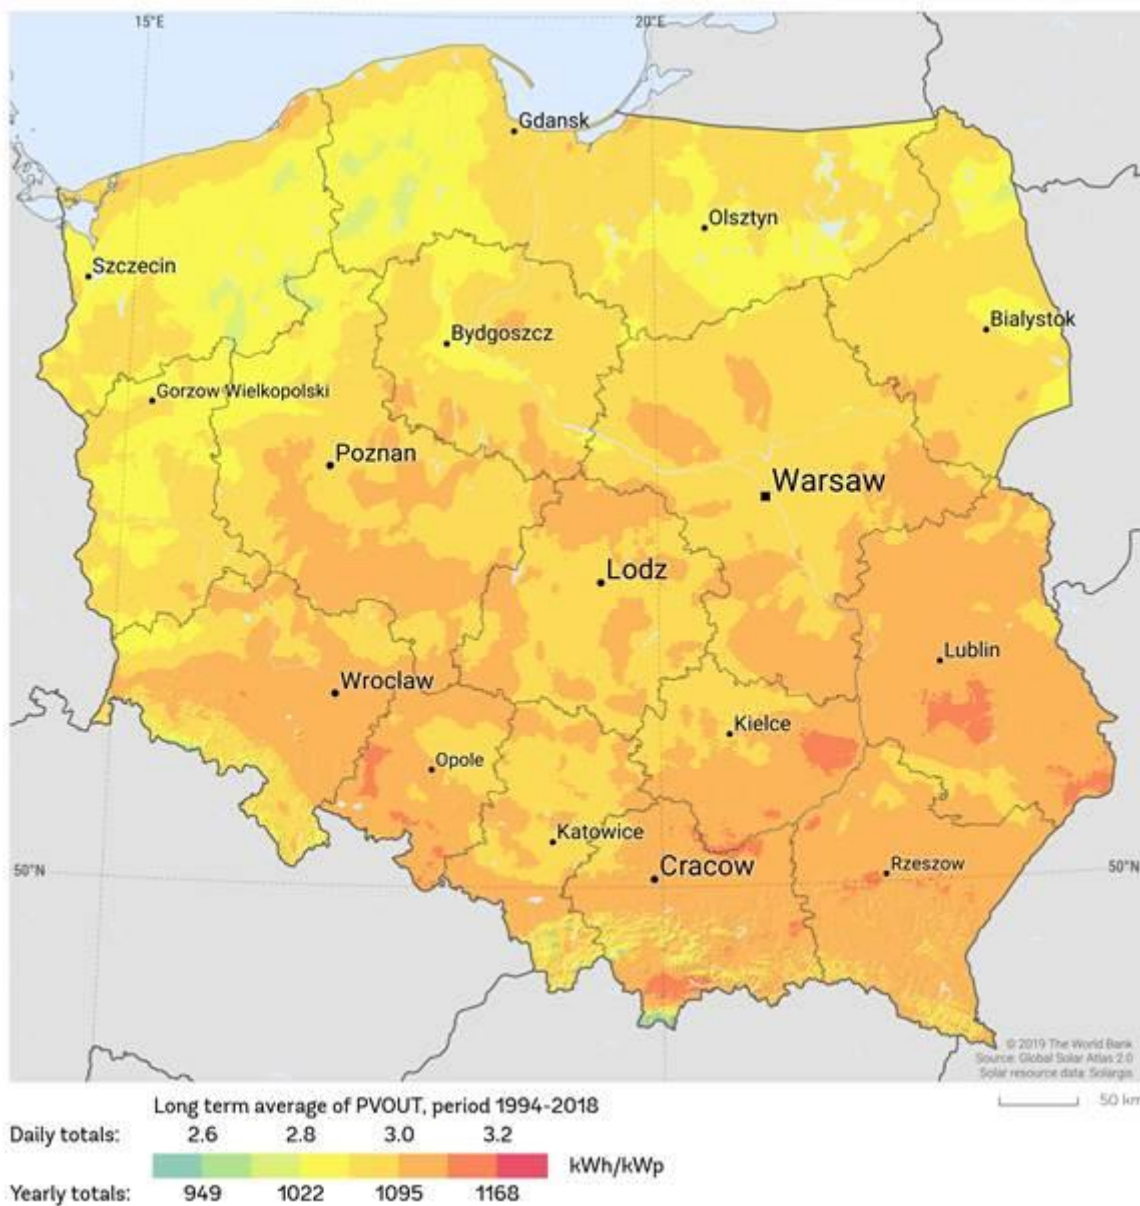 15°E
20°E
Gdansk
Olsztyn
Szczecin
Bialystok
Bydgoszcz
Gorzow Wielkopolski
Poznan
Warsaw
Lodz
Lublin
Wroclaw
Kielce
Opole
Katowice
50°N
Cracow
Rzeszow
50°N
© 2019 The World Bank
Source: Global Solar Atlas 2.0
Solar resource data: Solargis
50 km
Long term average of PVOUT, period 1994-2018
Daily totals: 2.6 2.8 3.0 3.2
kWh/kWp
Yearly totals: 949 1022 1095 1168